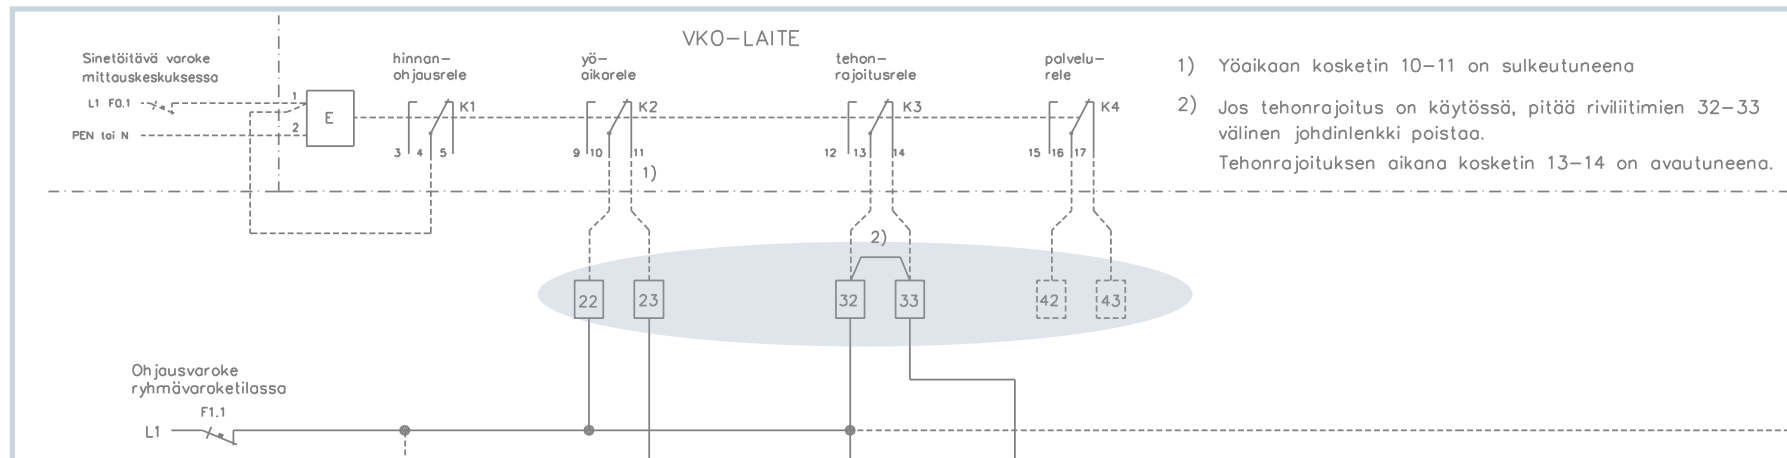 VKO-LAITE
Sinetöitävä varoke
mittauskeskuksessa
L1 F0.1
PEN tai N
1
2
E
hinnan-
ohjausrele
K1
3 4 5
yö-
aikarele
K2
9 10 11
1)
tehon-
rajoitusrele
K3
12 13 14
palvelu-
rele
K4
15 16 17
1) Yöaikaan kosketin 10-11 on sulkeutuneena
2) Jos tehonrajoitus on käytössä, pitää riviliitimien 32-33
välinen johdinlenkki poistaa.
Tehonrajoituksen aikana kosketin 13-14 on avautuneena.
2)
22 23 32 33 42 43
Ohjausvaroke
ryhmävaroketilassa
F1.1
L1